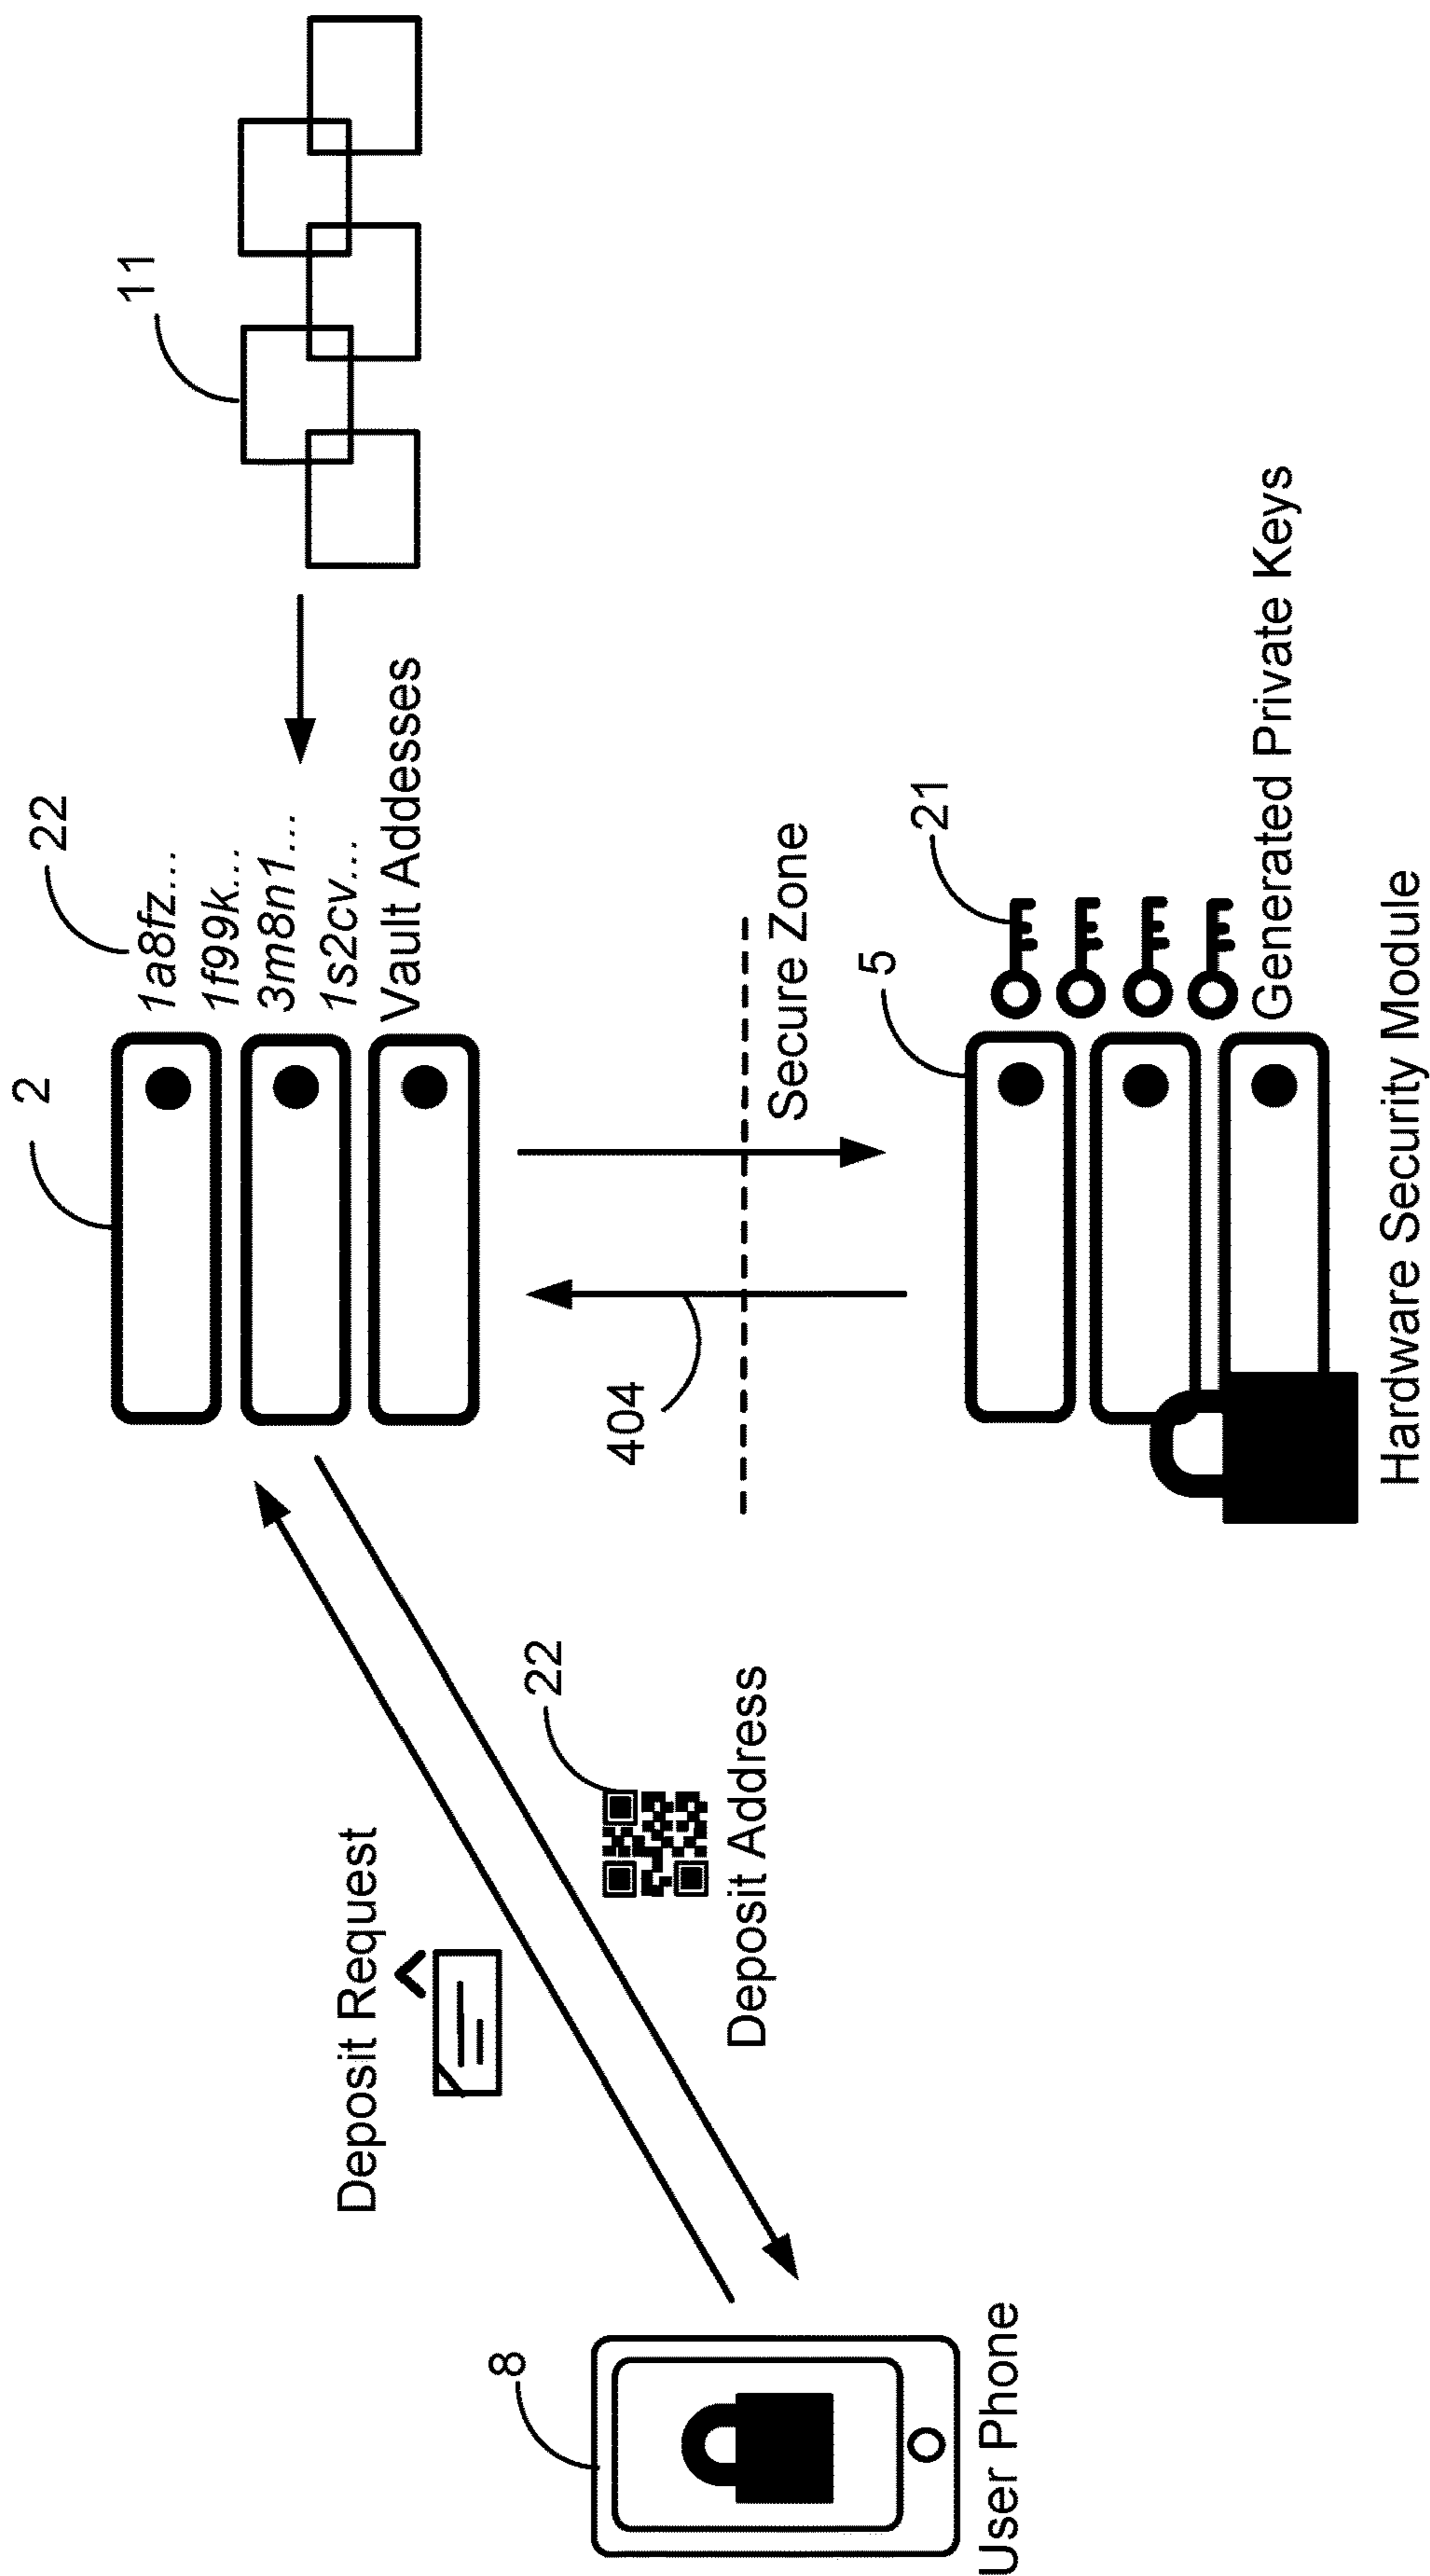 2
22
11
1a8fz...
1f99k...
3m8n1...
1s2cv...
Vault Addesses
Deposit Request
8
22
Deposit Address
User Phone
404
Secure Zone
5
21
Generated Private Keys
Hardware Security Module